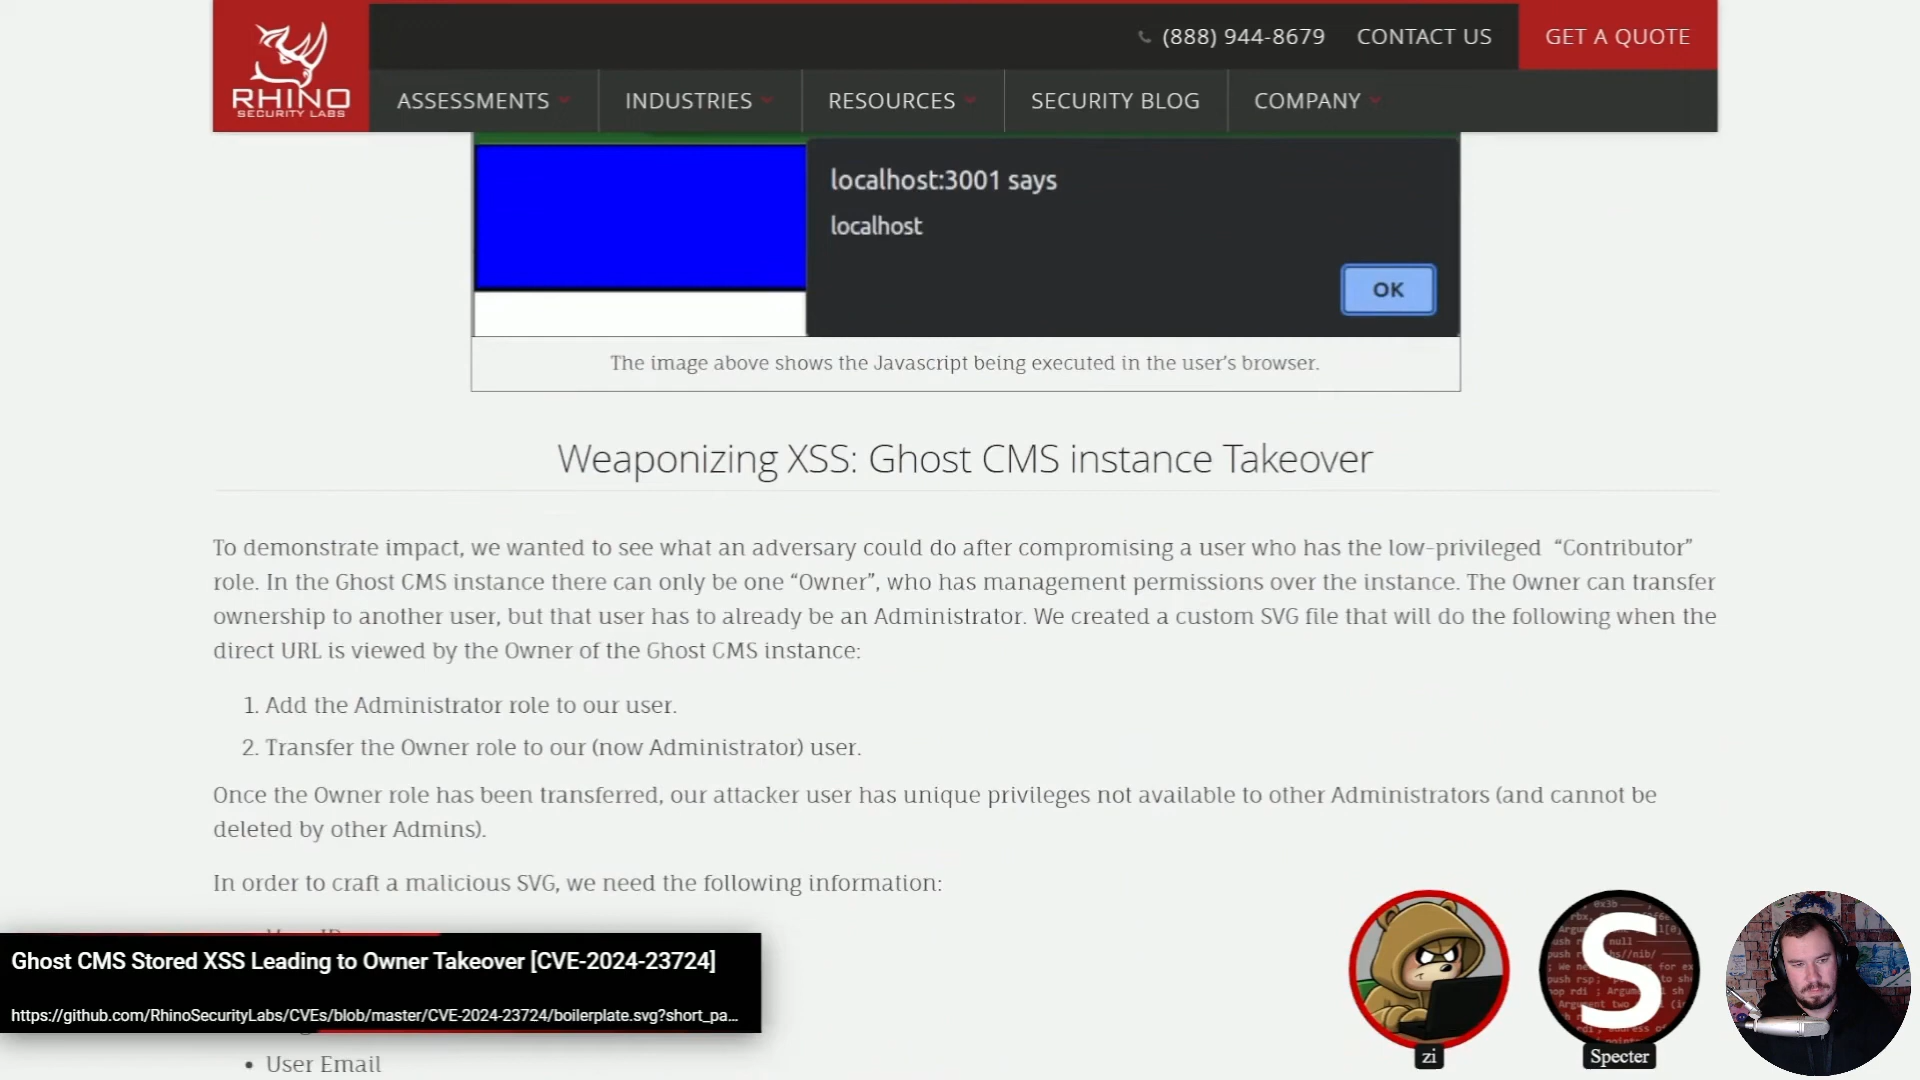 RHINO
SECURITY LABS
(888) 944-8679 CONTACT US GET A QUOTE
ASSESSMENTS INDUSTRIES RESOURCES SECURITY BLOG COMPANY
localhost:3001 says
localhost
OK
The image above shows the Javascript being executed in the user's browser.
Weaponizing XSS: Ghost CMS instance Takeover
To demonstrate impact, we wanted to see what an adversary could do after compromising a user who has the low-privileged “Contributor”
role. In the Ghost CMS instance there can only be one “Owner”, who has management permissions over the instance. The Owner can transfer
ownership to another user, but that user has to already be an Administrator. We created a custom SVG file that will do the following when the
direct URL is viewed by the Owner of the Ghost CMS instance:
1. Add the Administrator role to our user.
2. Transfer the Owner role to our (now Administrator) user.
Once the Owner role has been transferred, our attacker user has unique privileges not available to other Administrators (and cannot be
deleted by other Admins).
In order to craft a malicious SVG, we need the following information:
Ghost CMS Stored XSS Leading to Owner Takeover [CVE-2024-23724]
https://github.com/RhinoSecurityLabs/CVEs/blob/master/CVE-2024-23724/boilerplate.svg?short_pa...
• User Email
S
zi
Specter